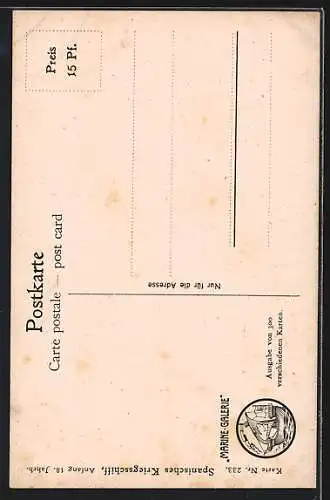 Postkarte
Carte postale — post card
Preis
15 Pf.
Nur für die Adresse
„MARINE-GALERIE"
Ausgabe von 300
verschiedenen Karten.
Karte Nr. 233. Spanisches Kriegsschiff, Anfang 18. Jahrh.